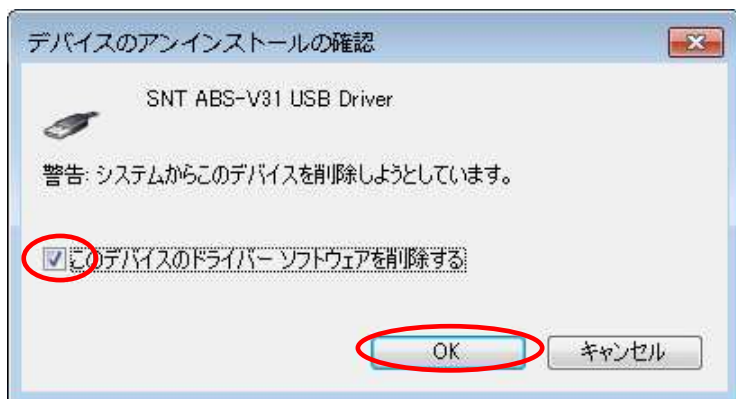 デバイスのアンインストールの確認
SNT ABS-V31 USB Driver
警告: システムからこのデバイスを削除しようとしています。
このデバイスのドライバー ソフトウェアを削除する
OK
キャンセル